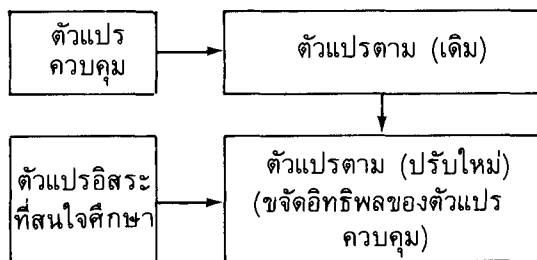 ตัวแปร
ควบคุม
ตัวแปรตาม (เดิม)
ตัวแปรอิสระ
ที่สนใจศึกษา
ตัวแปรตาม (ปรับใหม่)
(ขจัดอิทธิพลของตัวแปร
ควบคุม)